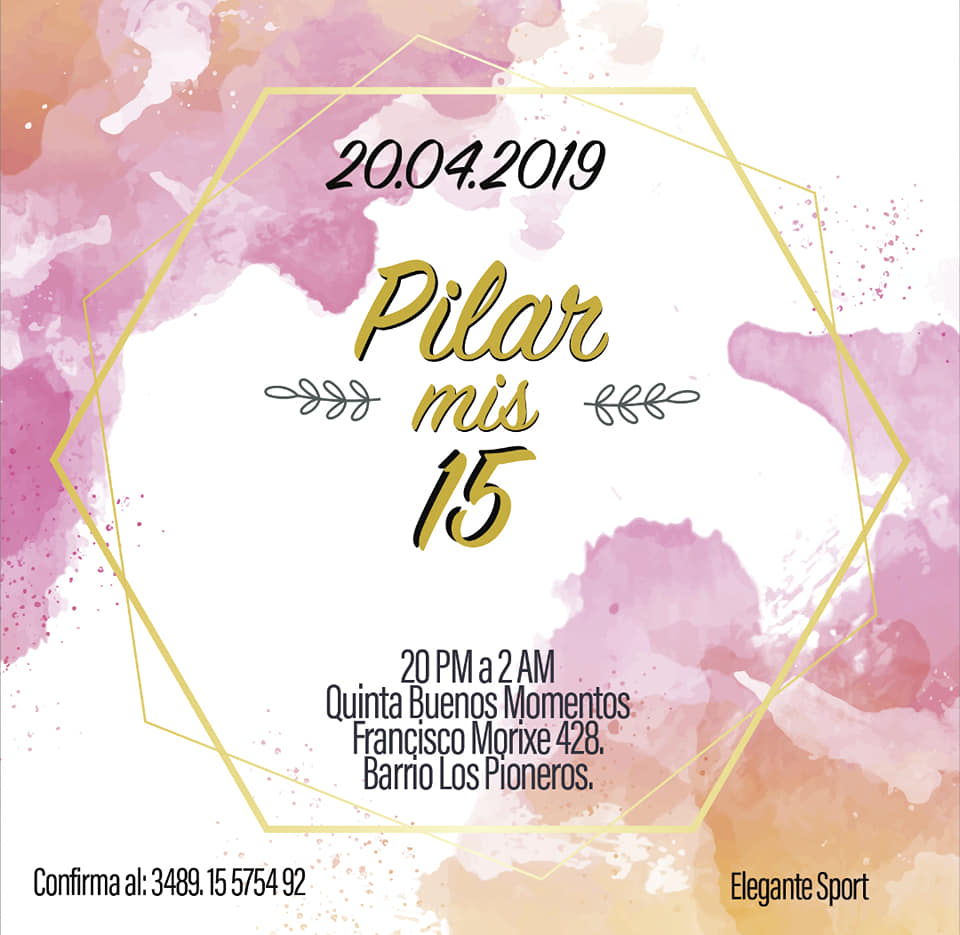 20.04.2019
Pilar
mis
15
20 PM a 2 AM
Quinta Buenos Momentos
Francisco Morixe 428.
Barrio Los Pioneros.
Confirma al: 3489. 15 5754 92
Elegante Sport